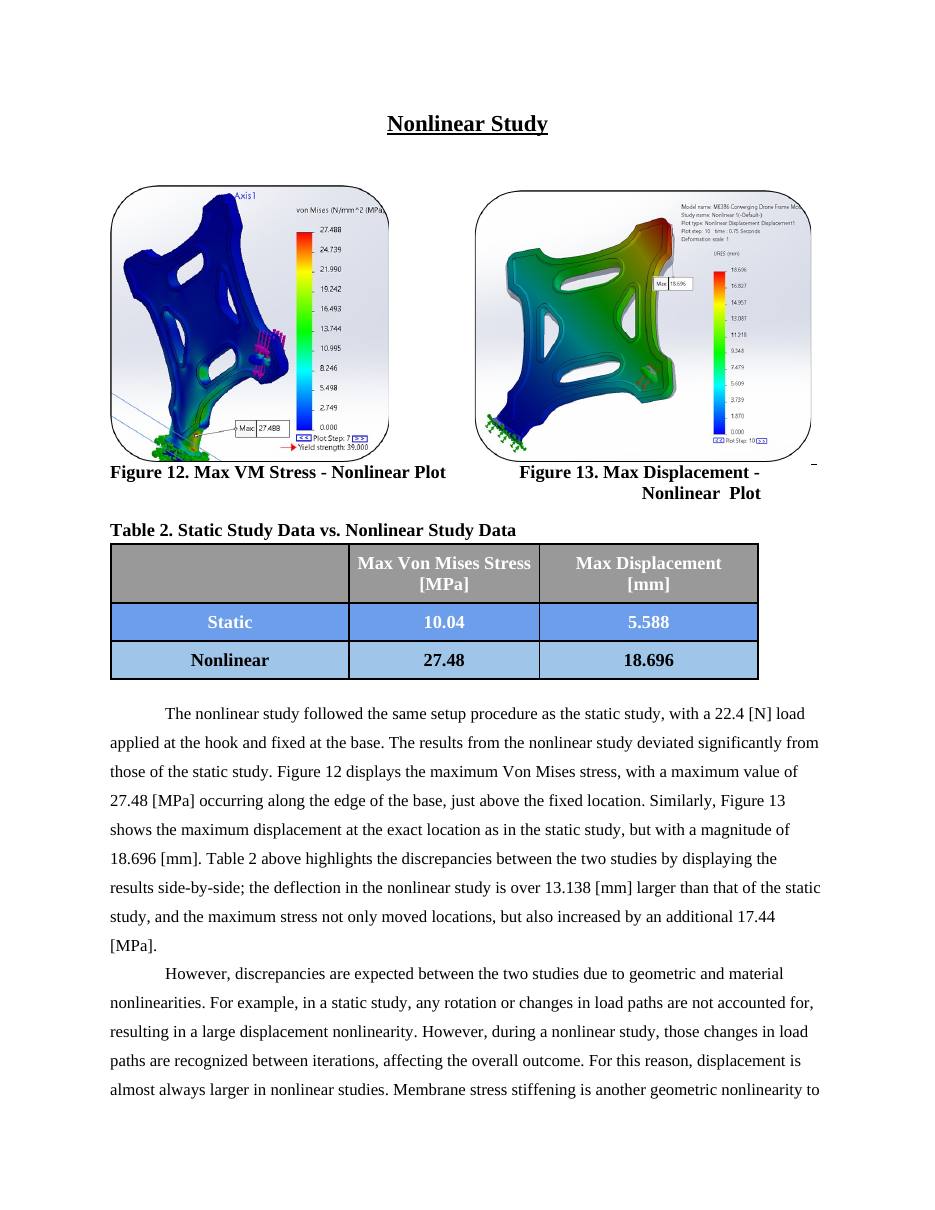 Nonlinear Study
Axis1
von Mises (N/mm^2 (MPa
27.488
24.739
21.990
19.242
16.493
13.744
10.995
8.246
5.498
2.749
0.000
Max: 27.488
<< Plot Step: 7 >>
Yield strength: 39.000
Model name: ME386 Converging Drone Frame Mo
Study name: Nonlinear 1(-Default-)
Plot type: Nonlinear Displacement Displacement1
Plot step: 10 time : 0.75 Seconds
Deformation scale: 1
URES (mm)
18.696
16.827
14.957
13.087
11.218
9.348
7.479
5.609
3.739
1.870
0.000
Max: 18.696
<< Plot Step: 10 >>
Figure 12. Max VM Stress - Nonlinear Plot
Figure 13. Max Displacement -
Nonlinear Plot
Table 2. Static Study Data vs. Nonlinear Study Data
Max Von Mises Stress
[MPa]
Max Displacement
[mm]
Static 10.04 5.588
Nonlinear 27.48 18.696
The nonlinear study followed the same setup procedure as the static study, with a 22.4 [N] load
applied at the hook and fixed at the base. The results from the nonlinear study deviated significantly from
those of the static study. Figure 12 displays the maximum Von Mises stress, with a maximum value of
27.48 [MPa] occurring along the edge of the base, just above the fixed location. Similarly, Figure 13
shows the maximum displacement at the exact location as in the static study, but with a magnitude of
18.696 [mm]. Table 2 above highlights the discrepancies between the two studies by displaying the
results side-by-side; the deflection in the nonlinear study is over 13.138 [mm] larger than that of the static
study, and the maximum stress not only moved locations, but also increased by an additional 17.44
[MPa].
However, discrepancies are expected between the two studies due to geometric and material
nonlinearities. For example, in a static study, any rotation or changes in load paths are not accounted for,
resulting in a large displacement nonlinearity. However, during a nonlinear study, those changes in load
paths are recognized between iterations, affecting the overall outcome. For this reason, displacement is
almost always larger in nonlinear studies. Membrane stress stiffening is another geometric nonlinearity to